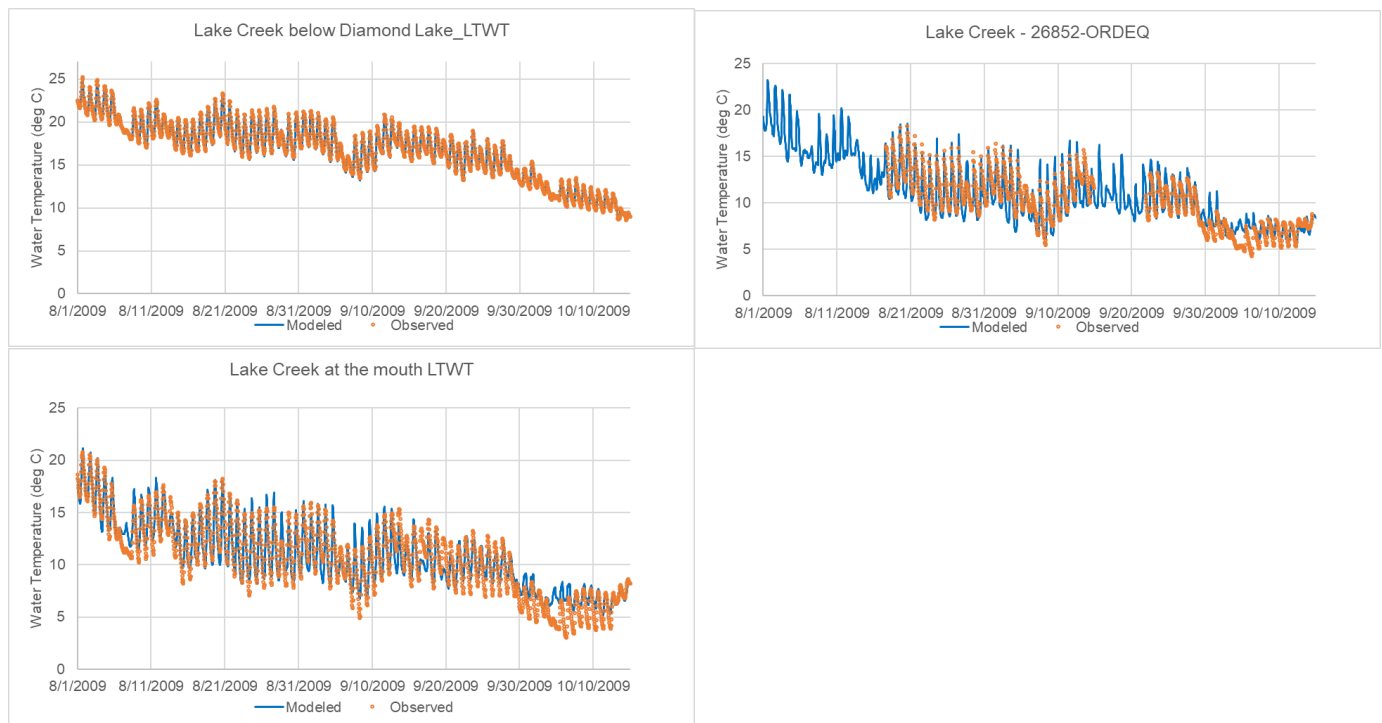 Lake Creek below Diamond Lake_LTWT
Water Temperature (deg C)
25
20
15
10
5
0
8/1/2009 8/11/2009 8/21/2009 8/31/2009 9/10/2009 9/20/2009 9/30/2009 10/10/2009
Modeled Observed
Lake Creek - 26852-ORDEQ
Water Temperature (deg C)
25
20
15
10
5
0
8/1/2009 8/11/2009 8/21/2009 8/31/2009 9/10/2009 9/20/2009 9/30/2009 10/10/2009
Modeled Observed
Lake Creek at the mouth LTWT
Water Temperature (deg C)
25
20
15
10
5
0
8/1/2009 8/11/2009 8/21/2009 8/31/2009 9/10/2009 9/20/2009 9/30/2009 10/10/2009
Modeled Observed